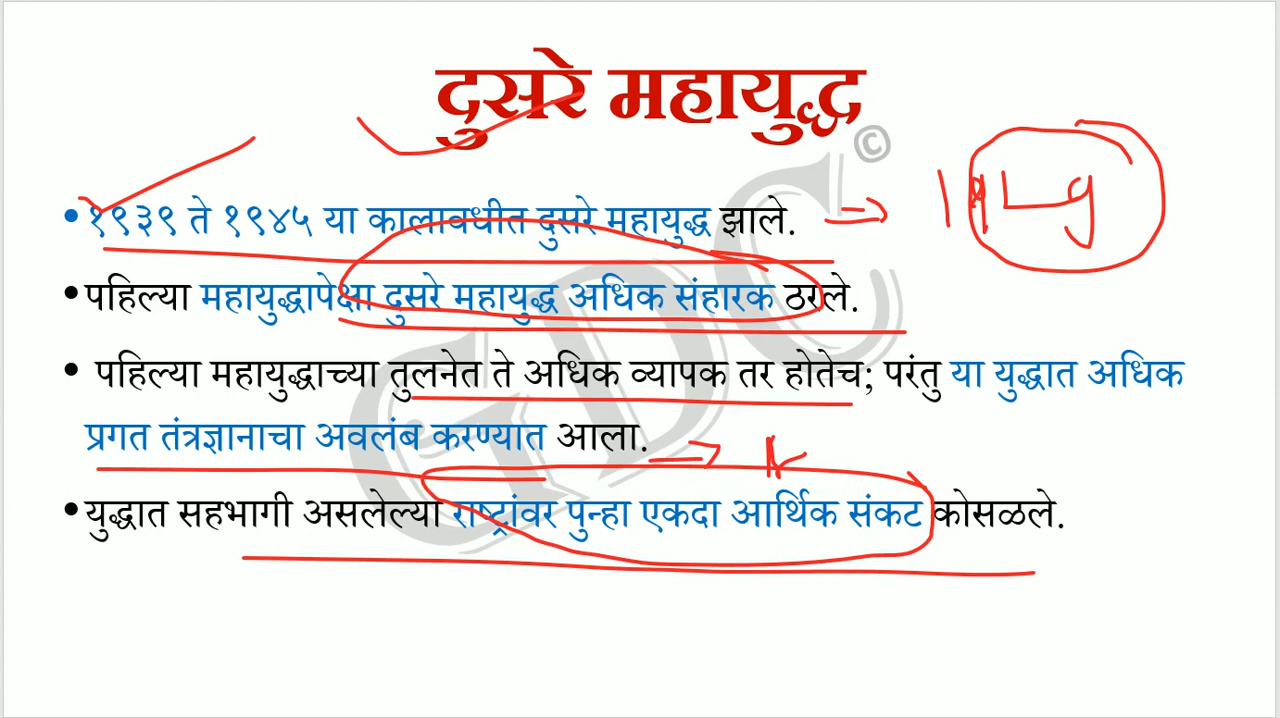 दुसरे महायुद्ध
©
• १९३९ ते १९४५ या कालावधीत दुसरे महायुद्ध झाले.
• पहिल्या महायुद्धापेक्षा दुसरे महायुद्ध अधिक संहारक ठरले.
• पहिल्या महायुद्धाच्या तुलनेत ते अधिक व्यापक तर होतेच; परंतु या युद्धात अधिक
प्रगत तंत्रज्ञानाचा अवलंब करण्यात आला.
• युद्धात सहभागी असलेल्या राष्ट्रांवर पुन्हा एकदा आर्थिक संकट कोसळले.
GDC